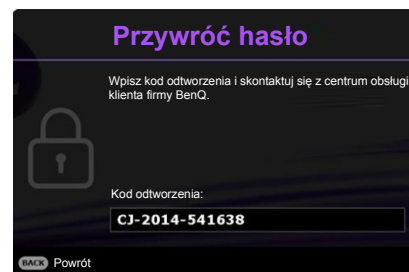 Przywróć hasło
Wpisz kod odtworzenia i skontaktuj się z centrum obsługi
klienta firmy BenQ.
Kod odtworzenia:
CJ-2014-541638
BACK Powrót